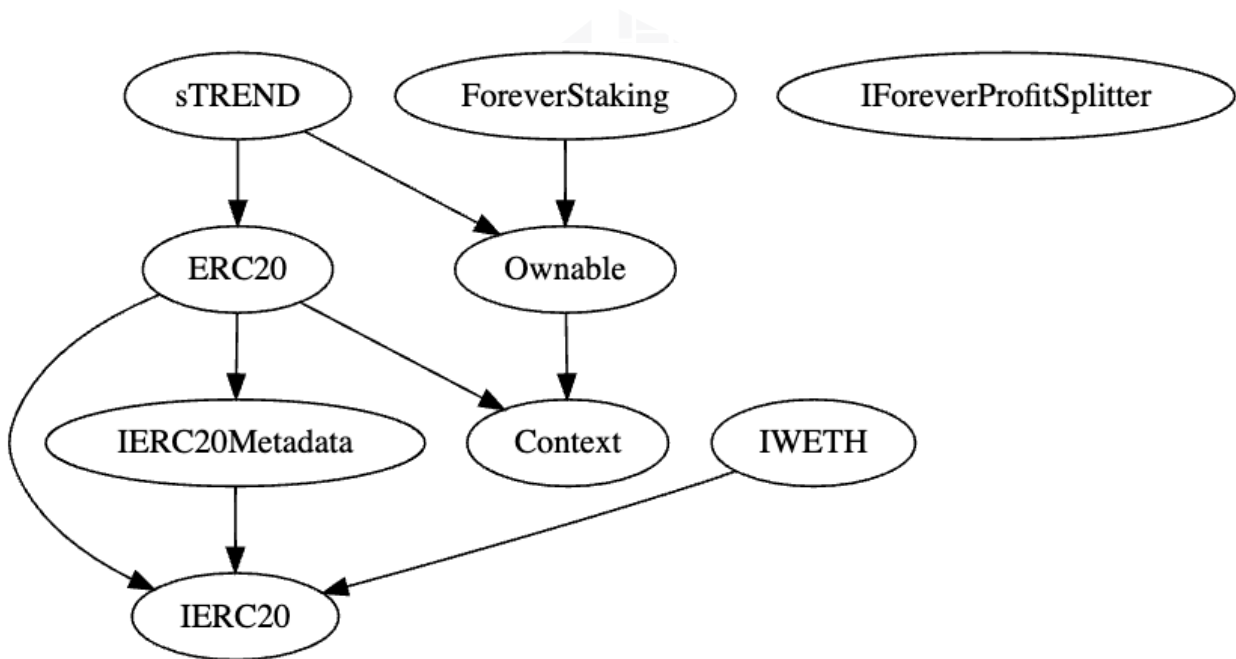 sTREND
ForeverStaking
IForeverProfitSplitter
ERC20
Ownable
IERC20Metadata
Context
IWETH
IERC20